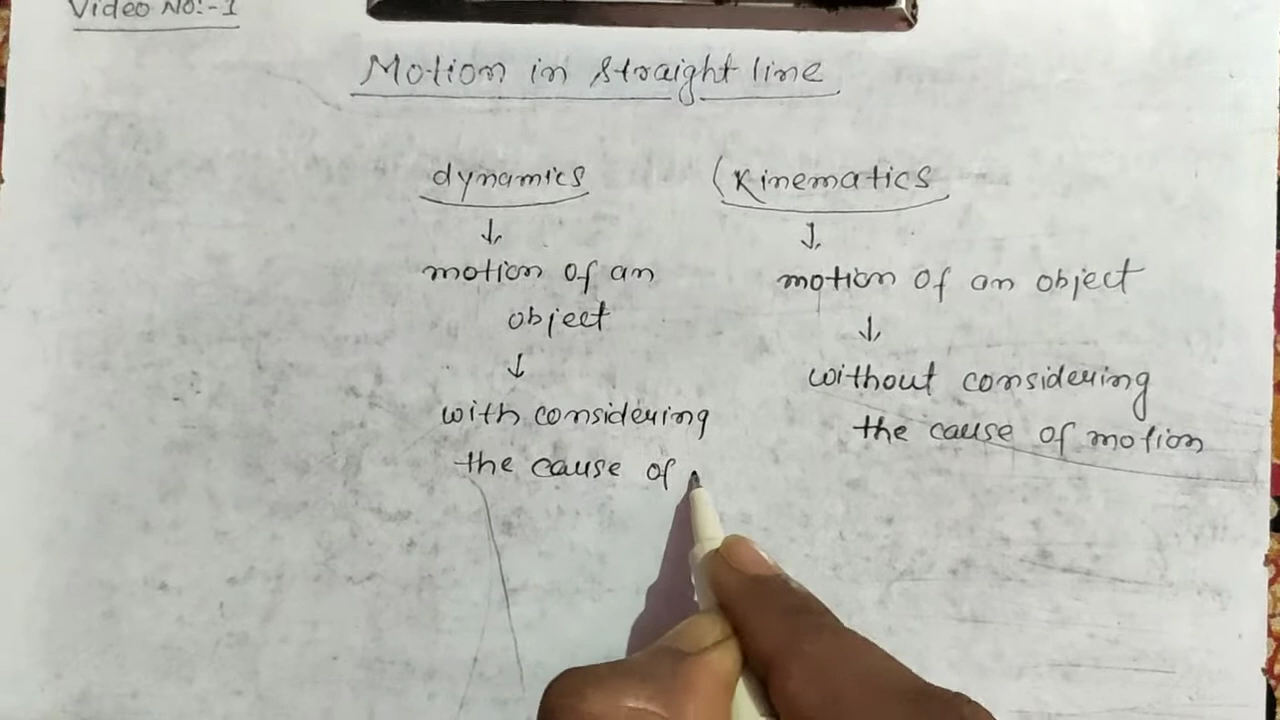 Video No:-1
Motion in straight line
dynamics
↓
motion of an
object
↓
with considering
the cause of
(Kinematics
↓
motion of an object
↓
without considering
the cause of motion